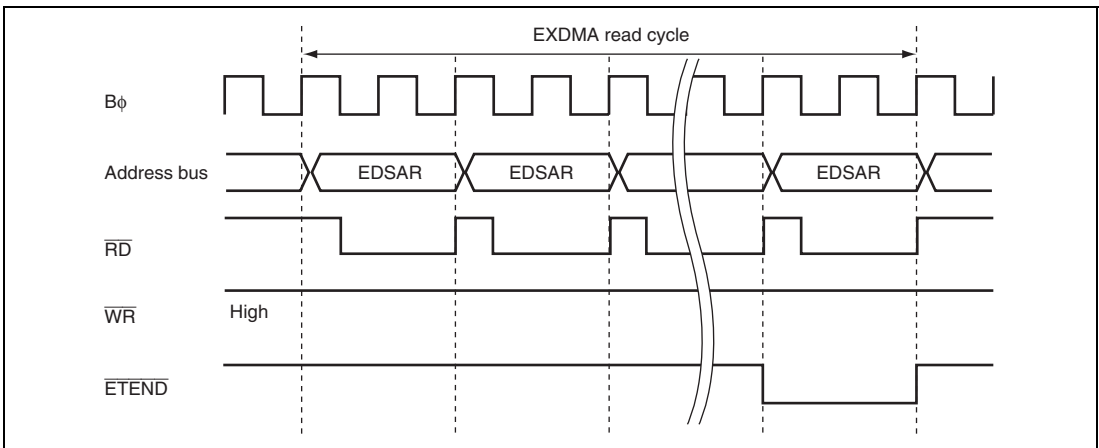 EXDMA read cycle
Bϕ
Address bus EDSAR EDSAR EDSAR
RD
WR High
ETEND